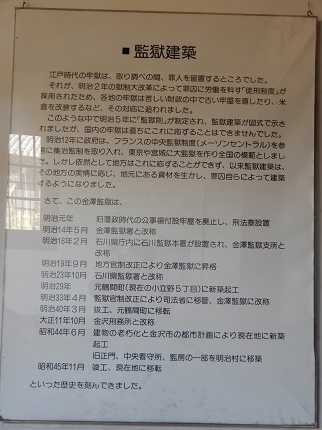 ■ 監獄建築
江戸時代の牢獄は、取り調べの間、罪人を留置するところでした。
それが、明治2年の獄制大改革によって罪囚に労働を科す「徒刑制度」が
採用されたため、各地の牢獄は苦しい財政の中で古い牢屋を直したり、米
倉を改装するなど、その対応に追われました。
このような中で明治5年に「監獄則」が制定され、監獄建築が図式で示さ
れましたが、国内の牢獄は直ちにこれに応ずることはできませんでした。
明治12年に政府は、フランスの中央監獄制度(メーゾンセントラル)を参
考に集治監制を取り入れ、東京や宮城に大監獄を作り全国の模範としまし
た。しかし依然として地方はこれに応ずることができず、以来監獄建築は、
その地方の実情に応じ、地元にある資材を生かし、罪囚自らによって建築
するようになりました。
さて、この金澤監獄は、
明治元年 旧藩政時代の公事場付設牢屋を廃止し、刑法寮設置
明治14年5月 金澤監獄署と改称
明治16年2月 石川県庁内に石川監獄本署が設置され、金澤監獄支所と
改称
明治19年9月 地方官制改正により金澤監獄に昇格
明治23年10月 石川県監獄署と改称
明治29年 元鶴間町(現在の小立野5丁目)に新築起工
明治33年4月 監獄官制改正により司法省に移管、金澤監獄に改称
明治40年3月 竣工、元鶴間町に移転
大正11年10月 金沢刑務所と改称
昭和44年6月 建物の老朽化と金沢市の都市計画により現在地に新築
起工
旧正門、中央看守所、監房の一部を明治村に移築
昭和45年11月 竣工、現在地に移転
といった歴史を刻んできました。